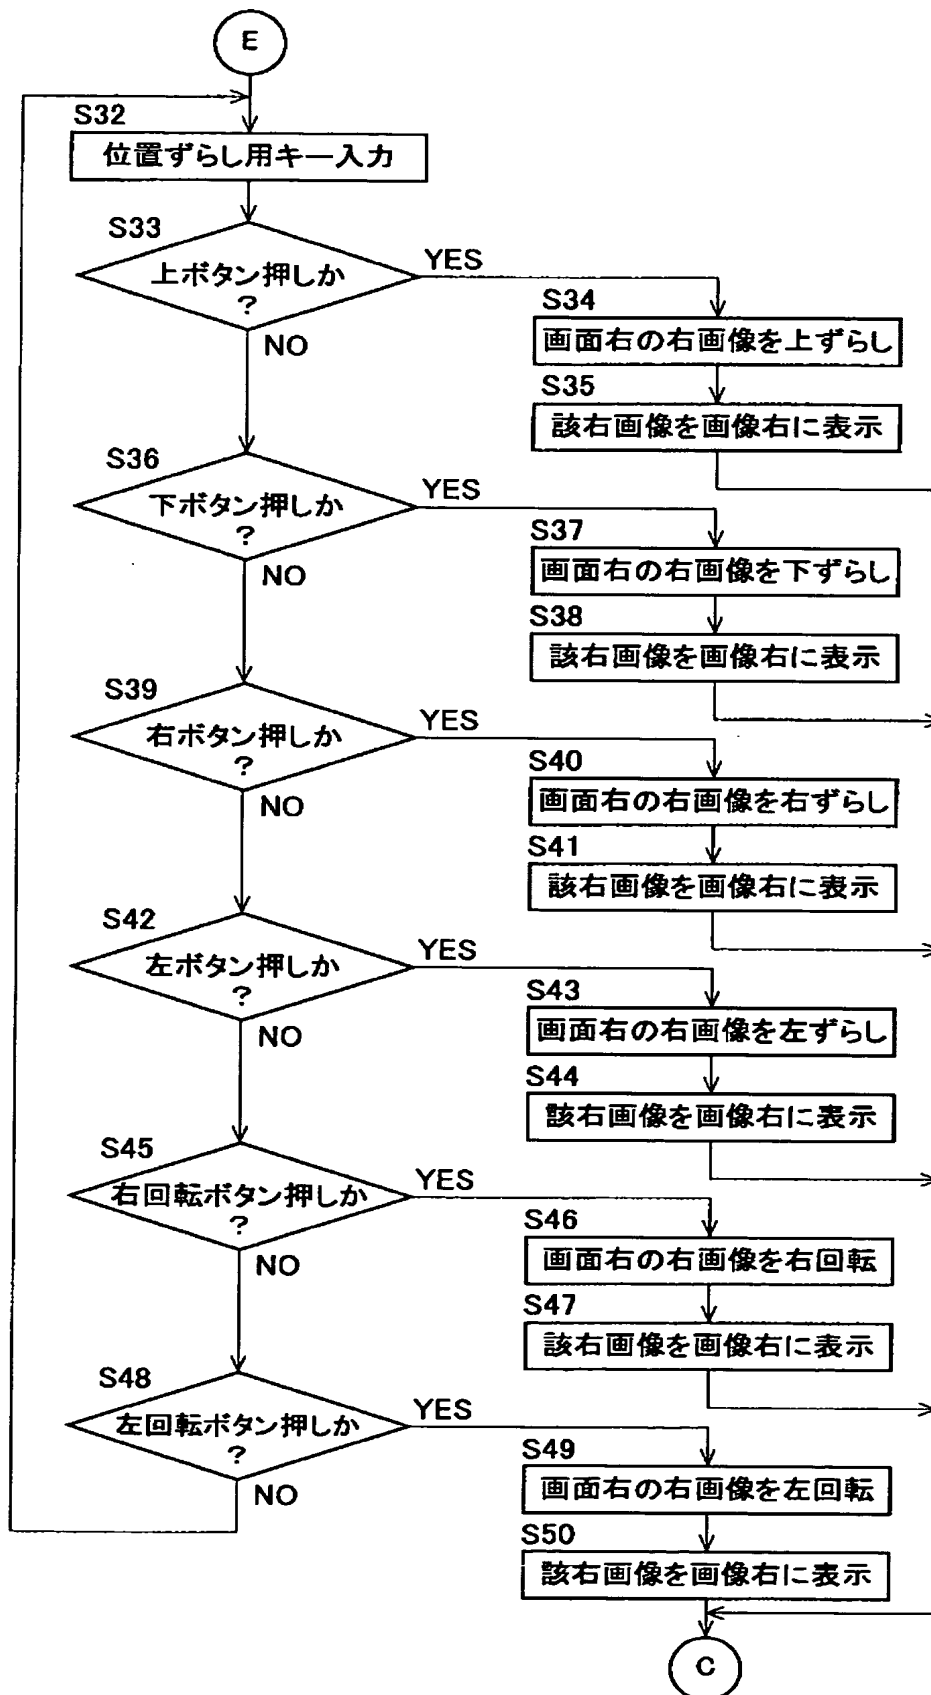 E
S32
位置ずらし用キー入力
S33
上ボタン押しか
?
YES
NO
S34
画面右の右画像を上ずらし
S35
該右画像を画像右に表示
S36
下ボタン押しか
?
YES
NO
S37
画面右の右画像を下ずらし
S38
該右画像を画像右に表示
S39
右ボタン押しか
?
YES
NO
S40
画面右の右画像を右ずらし
S41
該右画像を画像右に表示
S42
左ボタン押しか
?
YES
NO
S43
画面右の右画像を左ずらし
S44
該右画像を画像右に表示
S45
右回転ボタン押しか
?
YES
NO
S46
画面右の右画像を右回転
S47
該右画像を画像右に表示
S48
左回転ボタン押しか
?
YES
NO
S49
画面右の右画像を左回転
S50
該右画像を画像右に表示
C